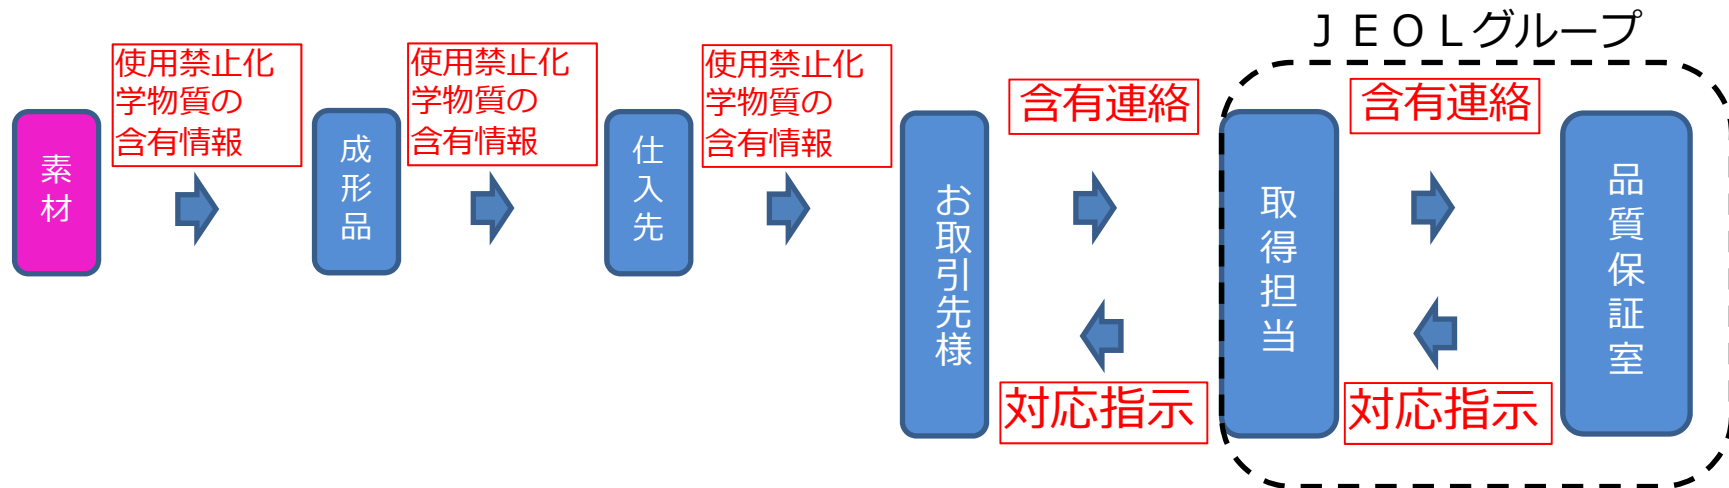 ＪＥＯＬグループ
素材
使用禁止化
学物質の
含有情報
成形品
使用禁止化
学物質の
含有情報
仕入先
使用禁止化
学物質の
含有情報
お取引先様
含有連絡
対応指示
取得担当
含有連絡
対応指示
品質保証室